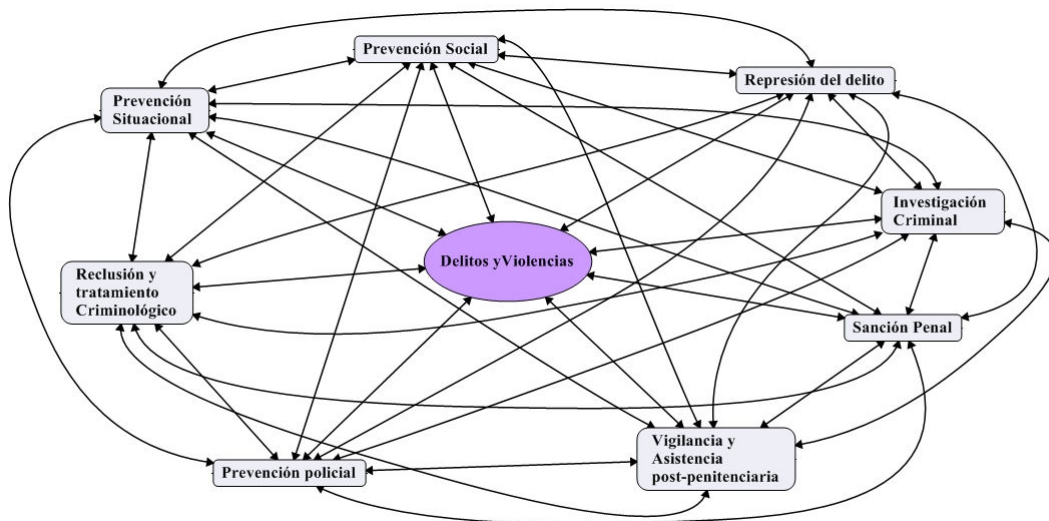 Prevención Social
Represión del delito
Prevención
Situacional
Investigación
Criminal
Delitos yViolencias
Reclusión y
tratamiento
Criminológico
Sanción Penal
Vigilancia y
Asistencia
post-penitenciaria
Prevención policial